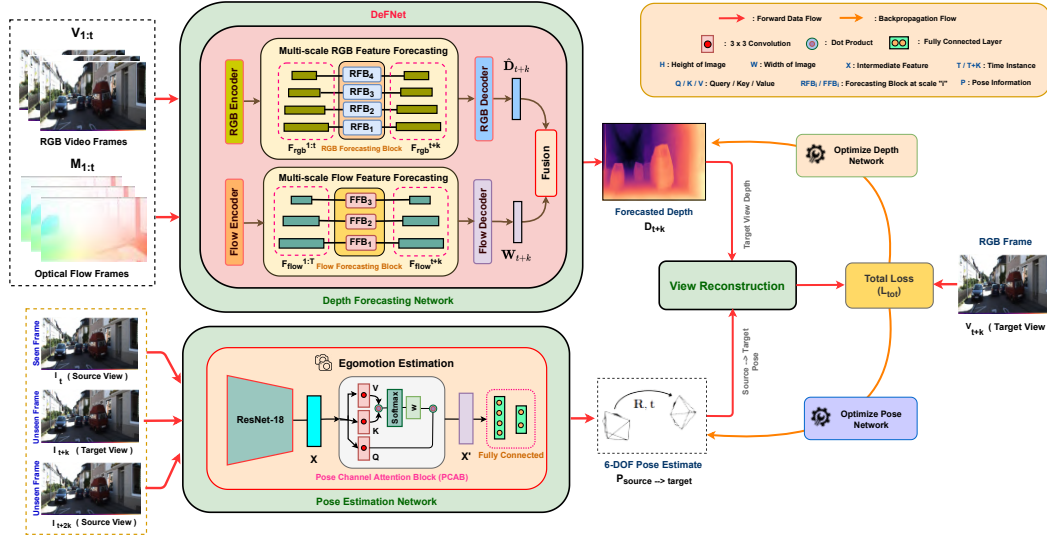 V1:t
RGB Video Frames
M1:t
Optical Flow Frames
DeFNet
RGB Encoder
Multi-scale RGB Feature Forecasting
RFB4
RFB3
RFB2
RFB1
Frgb1:t
Frgbt+k
RGB Forecasting Block
RGB Decoder
D̂t+k
Fusion
Flow Encoder
Multi-scale Flow Feature Forecasting
FFB3
FFB2
FFB1
Fflow1:T
Fflowt+k
Flow Forecasting Block
Flow Decoder
Wt+k
Depth Forecasting Network
: Forward Data Flow
: Backpropagation Flow
: 3 x 3 Convolution
: Dot Product
: Fully Connected Layer
H : Height of Image
W : Width of Image
X : Intermediate Feature
T / T+K : Time Instance
Q / K / V : Query / Key / Value
RFBi / FFBi : Forecasting Block at scale "i"
P : Pose Information
Forecasted Depth
Dt+k
Target View Depth
Optimize Depth
Network
View Reconstruction
Total Loss
(Ltot)
RGB Frame
Vt+k ( Target View )
Source --> Target
Pose
Optimize Pose
Network
R, t
6-DOF Pose Estimate
Psource --> target
Seen Frame
It ( Source View )
Unseen Frame
It+k ( Target View )
Unseen Frame
It+2k ( Source View )
Egomotion Estimation
ResNet-18
X
V
K
Q
Softmax
w
Pose Channel Attention Block (PCAB)
X'
Fully Connected
Pose Estimation Network